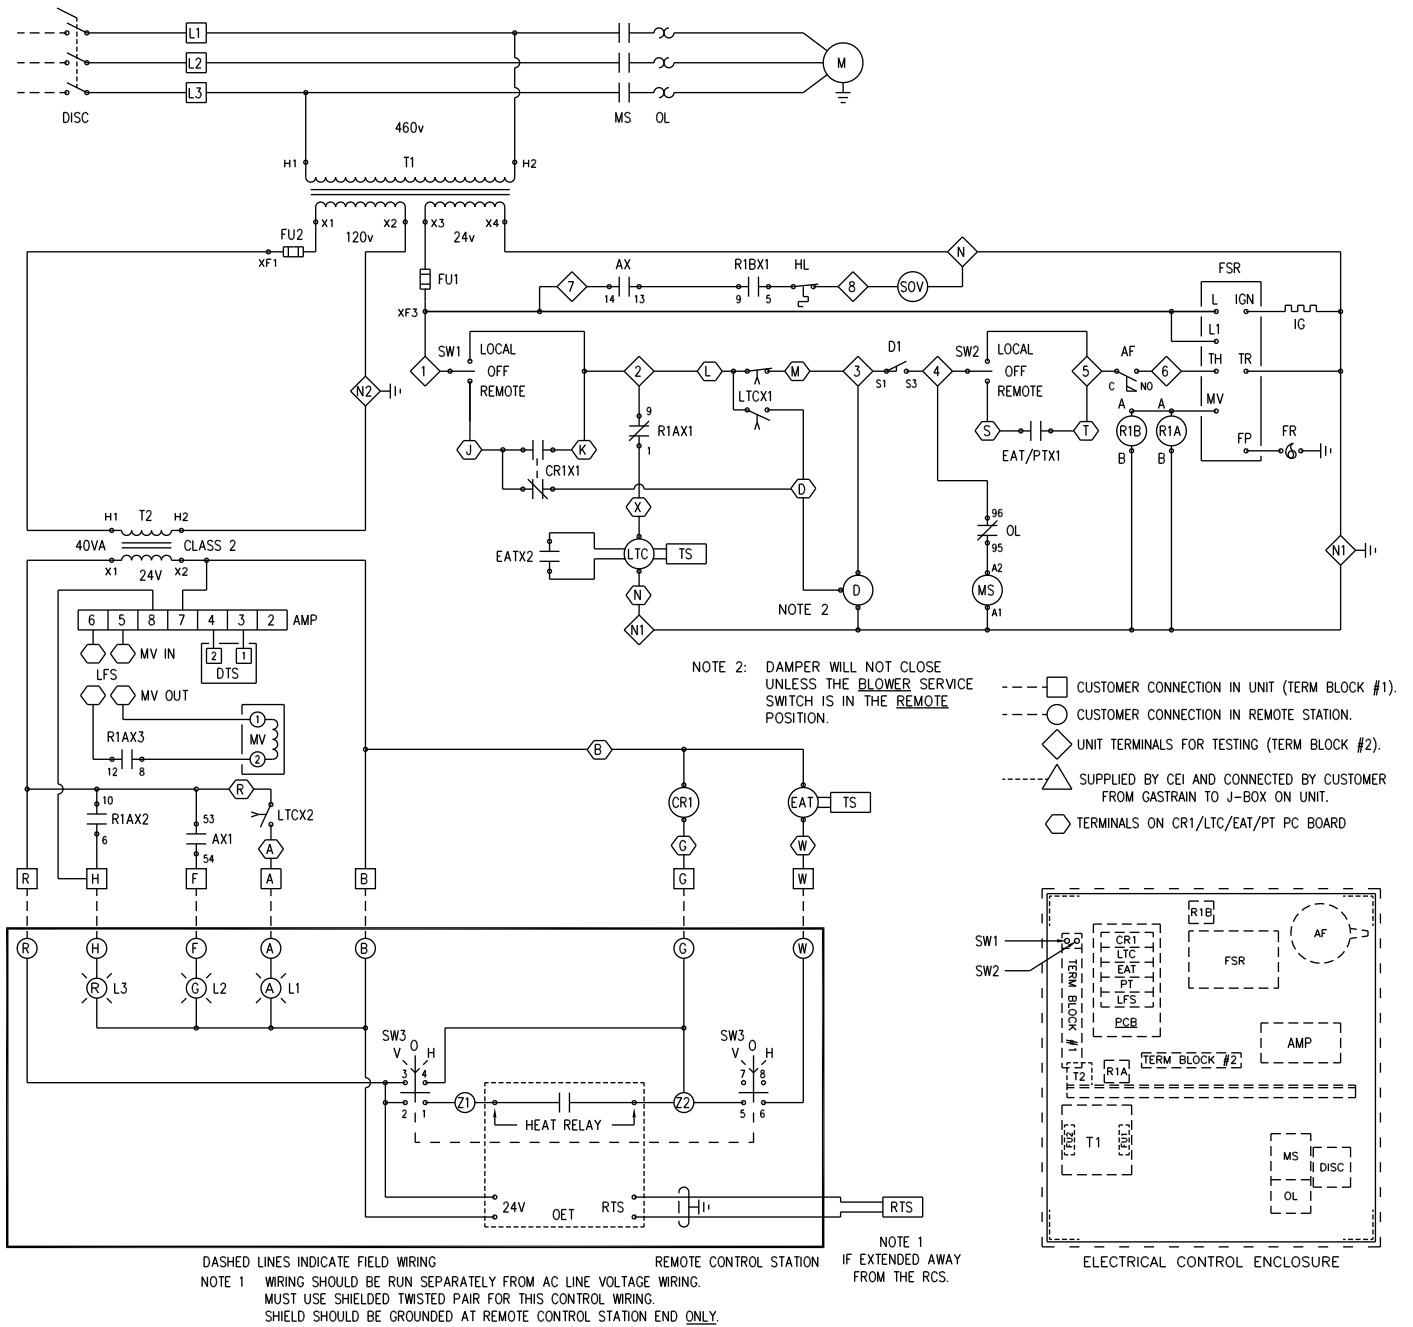 L1
L2
L3
M
DISC
MS OL
460v
H1 T1 H2
X1 X2 X3 X4
FU2 120v 24v
XF1
FU1
N
AX R1BX1 HL
7 8 SOV
14 13 9 5
FSR
L IGN
IG
L1
XF3
SW1 LOCAL
OFF
REMOTE
1
2
L M
LTCX1
D1
3 4
S1 S3
SW2 LOCAL
OFF
REMOTE
5 AF 6
C NO
TH TR
MV
N2
9
R1AX1
1
J K
CR1X1
S T
EAT/PTX1
A A
R1B R1A
B B
FP FR
D
X
96
OL
95
H1 T2 H2
40VA CLASS 2
X1 24V X2
EATX2
LTC TS
N1
A2
MS
A1
D
NOTE 2
N
N1
6 5 8 7 4 3 2 AMP
MV IN
2 1
DTS
LFS
MV OUT
1
MV
2
R1AX3
12 8
NOTE 2: DAMPER WILL NOT CLOSE
UNLESS THE BLOWER SERVICE
SWITCH IS IN THE REMOTE
POSITION.
CUSTOMER CONNECTION IN UNIT (TERM BLOCK #1).
CUSTOMER CONNECTION IN REMOTE STATION.
UNIT TERMINALS FOR TESTING (TERM BLOCK #2).
SUPPLIED BY CEI AND CONNECTED BY CUSTOMER
FROM GASTRAIN TO J-BOX ON UNIT.
TERMINALS ON CR1/LTC/EAT/PT PC BOARD
B
R
10
R1AX2
6
53
AX1
54
LTCX2
A
CR1
EAT TS
G W
R H F A B G W
R H F A B G W
R L3
G L2
A L1
SW3 O
V H
3 4
2 1
Z1
HEAT RELAY
Z2
SW3 O
V H
7 8
5 6
24V
OET
RTS
RTS
NOTE 1
IF EXTENDED AWAY
FROM THE RCS.
DASHED LINES INDICATE FIELD WIRING
REMOTE CONTROL STATION
NOTE 1 WIRING SHOULD BE RUN SEPARATELY FROM AC LINE VOLTAGE WIRING.
MUST USE SHIELDED TWISTED PAIR FOR THIS CONTROL WIRING.
SHIELD SHOULD BE GROUNDED AT REMOTE CONTROL STATION END ONLY.
SW1
SW2
TERM BLOCK #1
CR1
LTC
EAT
PT
LFS
PCB
R1B
FSR
AF
AMP
T2
R1A
TERM BLOCK #2
FU2
T1
FU1
MS
DISC
OL
ELECTRICAL CONTROL ENCLOSURE